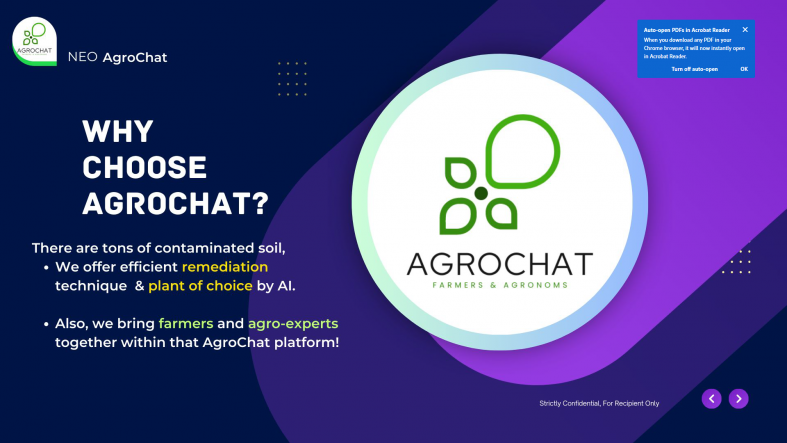 AGROCHAT
NEO AgroChat
Auto-open PDFs in Acrobat Reader
When you download any PDF in your
Chrome browser, it will now instantly open
in Acrobat Reader.
Turn off auto-open OK
WHY
CHOOSE
AGROCHAT?
There are tons of contaminated soil,
• We offer efficient remediation
technique & plant of choice by AI.
• Also, we bring farmers and agro-experts
together within that AgroChat platform!
AGROCHAT
FARMERS & AGRONOMS
Strictly Confidential, For Recipient Only